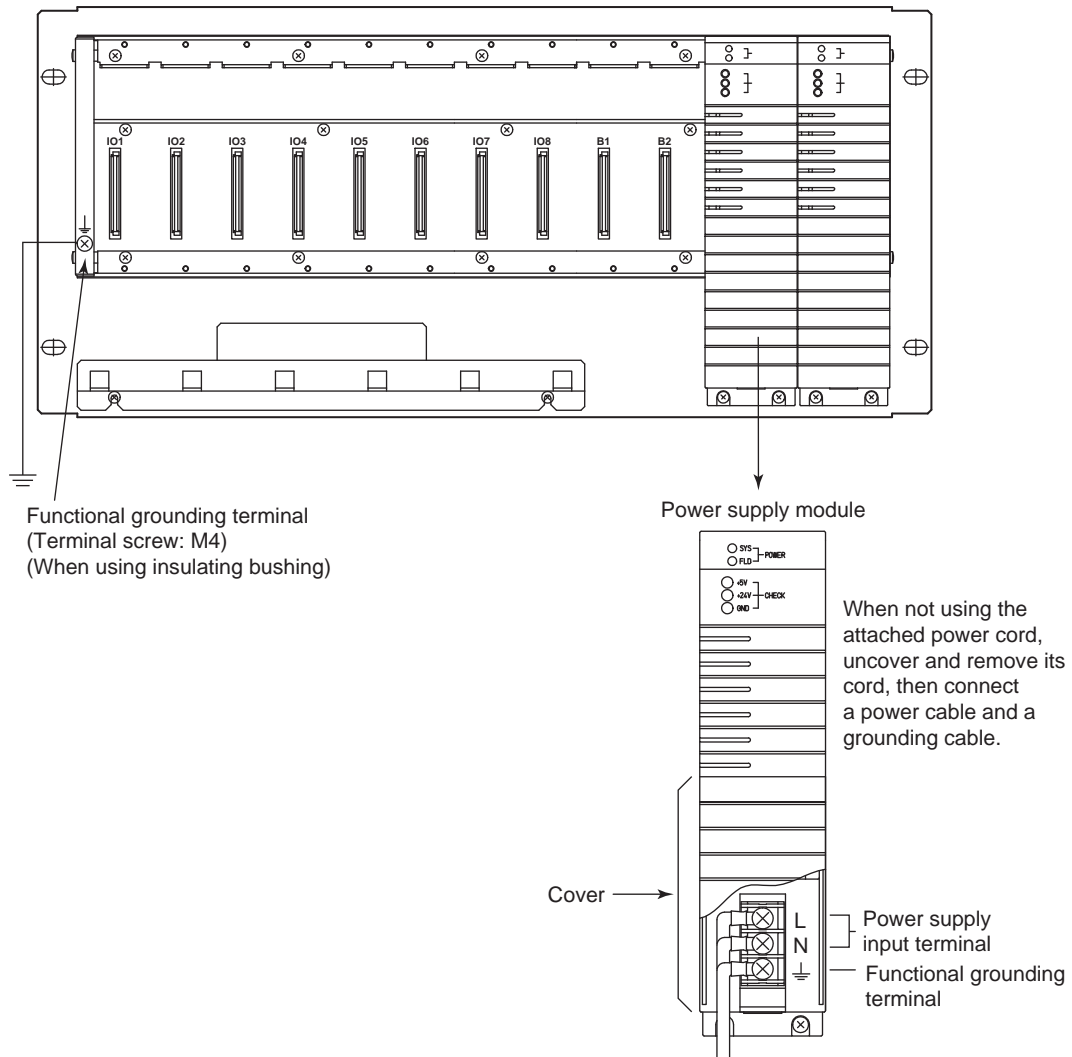 IO1 IO2 IO3 IO4 IO5 IO6 IO7 IO8 B1 B2
Functional grounding terminal
(Terminal screw: M4)
(When using insulating bushing)
Power supply module
SYS
FLD
POWER
+5V
+24V
GND
CHECK
When not using the
attached power cord,
uncover and remove its
cord, then connect
a power cable and a
grounding cable.
Cover
L
N
Power supply
input terminal
Functional grounding
terminal